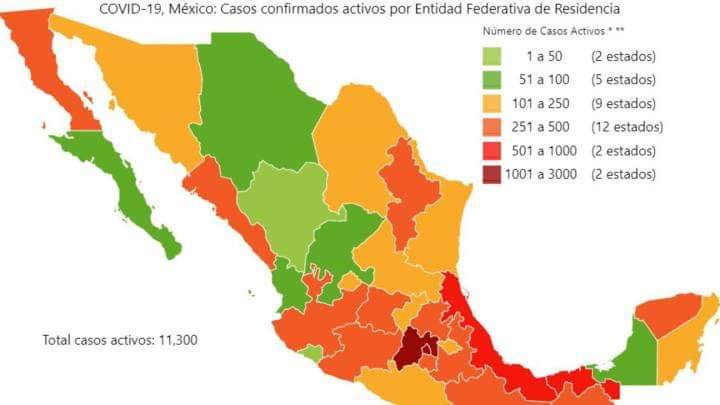 COVID-19, México: Casos confirmados activos por Entidad Federativa de Residencia
Número de Casos Activos * **
1 a 50 (2 estados)
51 a 100 (5 estados)
101 a 250 (9 estados)
251 a 500 (12 estados)
501 a 1000 (2 estados)
1001 a 3000 (2 estados)
Total casos activos: 11,300